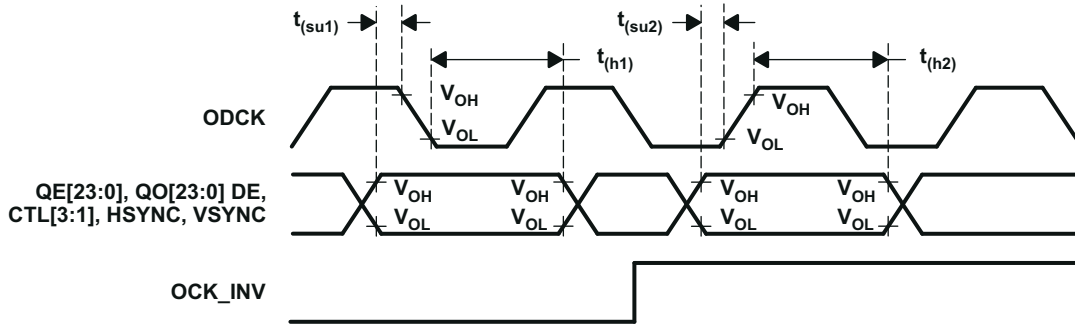 t(su1)
t(su2)
t(h1)
t(h2)
ODCK
VOH
VOL
VOH
VOL
QE[23:0], QO[23:0] DE,
CTL[3:1], HSYNC, VSYNC
VOH
VOH
VOH
VOH
VOL
VOL
VOL
VOL
OCK_INV